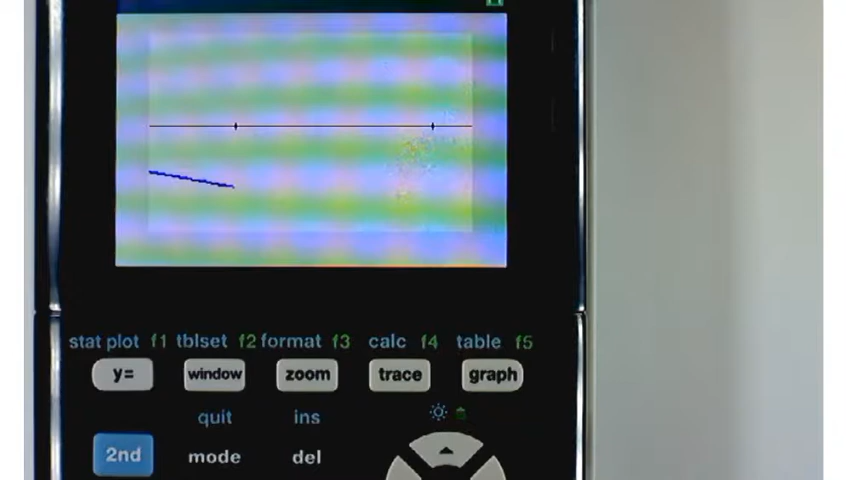 stat plot f1 tblset f2 format f3 calc f4 table f5
y= window zoom trace graph
quit ins
2nd mode del